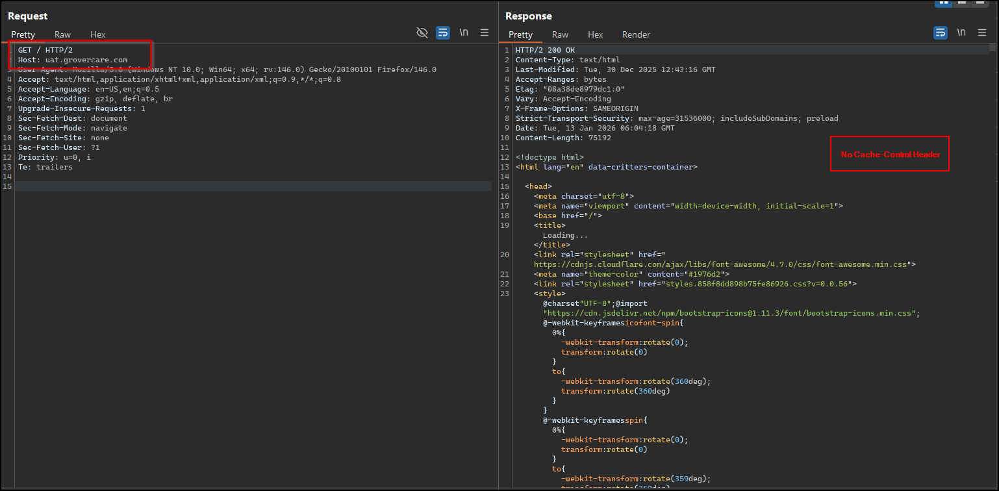 Request
Pretty Raw Hex \n
1 GET / HTTP/2
2 Host: uat.grovercare.com
3 User-Agent: Mozilla/5.0 (Windows NT 10.0; Win64; x64; rv:146.0) Gecko/20100101 Firefox/146.0
4 Accept: text/html,application/xhtml+xml,application/xml;q=0.9,*/*;q=0.8
5 Accept-Language: en-US,en;q=0.5
6 Accept-Encoding: gzip, deflate, br
7 Upgrade-Insecure-Requests: 1
8 Sec-Fetch-Dest: document
9 Sec-Fetch-Mode: navigate
10 Sec-Fetch-Site: none
11 Sec-Fetch-User: ?1
12 Priority: u=0, i
13 Te: trailers
14
15
Response
Pretty Raw Hex Render \n
1 HTTP/2 200 OK
2 Content-Type: text/html
3 Last-Modified: Tue, 30 Dec 2025 12:43:16 GMT
4 Accept-Ranges: bytes
5 Etag: "08a38de8979dc1:0"
6 Vary: Accept-Encoding
7 X-Frame-Options: SAMEORIGIN
8 Strict-Transport-Security: max-age=31536000; includeSubDomains; preload
9 Date: Tue, 13 Jan 2026 06:04:18 GMT
10 Content-Length: 75192
11
No Cache-Control Header
12 <!doctype html>
13 <html lang="en" data-critters-container>
14
15 <head>
16 <meta charset="utf-8">
17 <meta name="viewport" content="width=device-width, initial-scale=1">
18 <base href="/">
19 <title>
Loading...
</title>
20 <link rel="stylesheet" href="
https://cdnjs.cloudflare.com/ajax/libs/font-awesome/4.7.0/css/font-awesome.min.css">
21 <meta name="theme-color" content="#1976d2">
22 <link rel="stylesheet" href="styles.858f8dd898b75fe86926.css?v=0.0.56">
23 <style>
@charset"UTF-8";@import
"https://cdn.jsdelivr.net/npm/bootstrap-icons@1.11.3/font/bootstrap-icons.min.css";
@-webkit-keyframesicofont-spin{
0%{
-webkit-transform:rotate(0);
transform:rotate(0)
}
to{
-webkit-transform:rotate(360deg);
transform:rotate(360deg)
}
}
@-webkit-keyframesspin{
0%{
-webkit-transform:rotate(0);
transform:rotate(0)
}
to{
-webkit-transform:rotate(359deg);